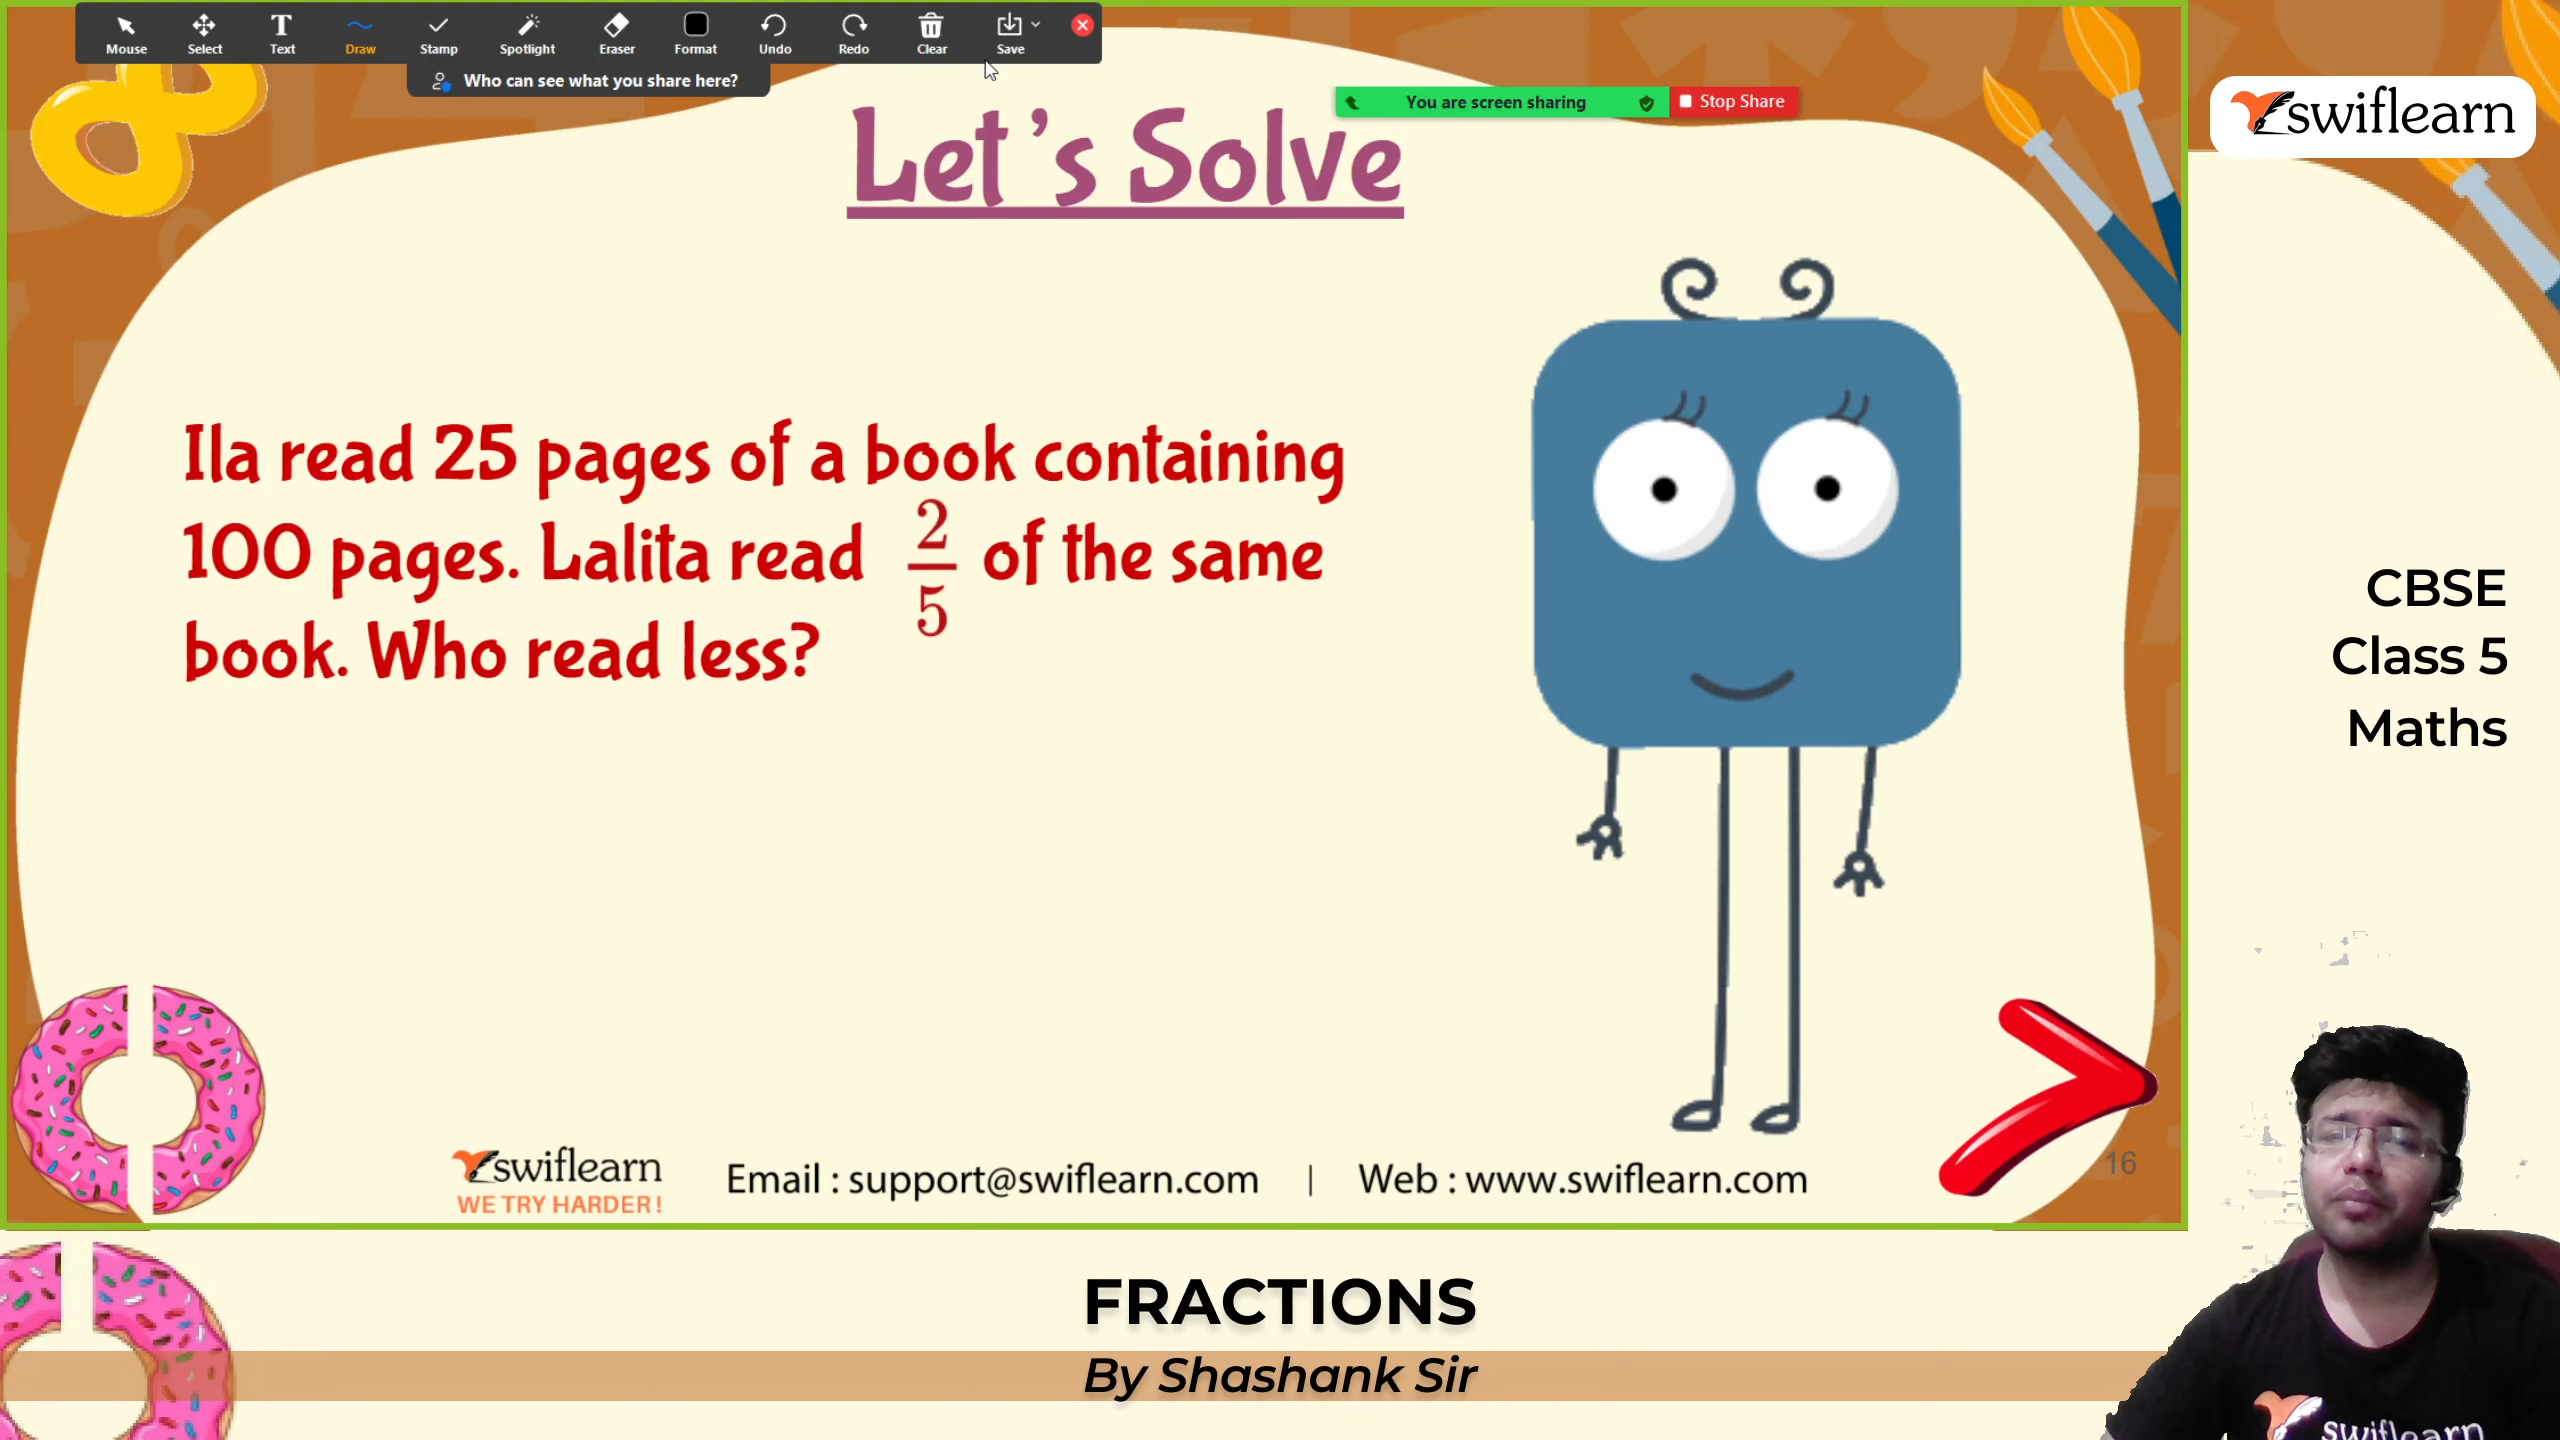 Mouse Select Text Draw Stamp Spotlight Eraser Format Undo Redo Clear Save
Who can see what you share here?
You are screen sharing Stop Share
swiflearn
Let's Solve
Ila read 25 pages of a book containing
100 pages. Lalita read 2/5 of the same
book. Who read less?
CBSE
Class 5
Maths
swiflearn
WE TRY HARDER!
Email : support@swiflearn.com | Web : www.swiflearn.com
16
FRACTIONS
By Shashank Sir
swiflearn